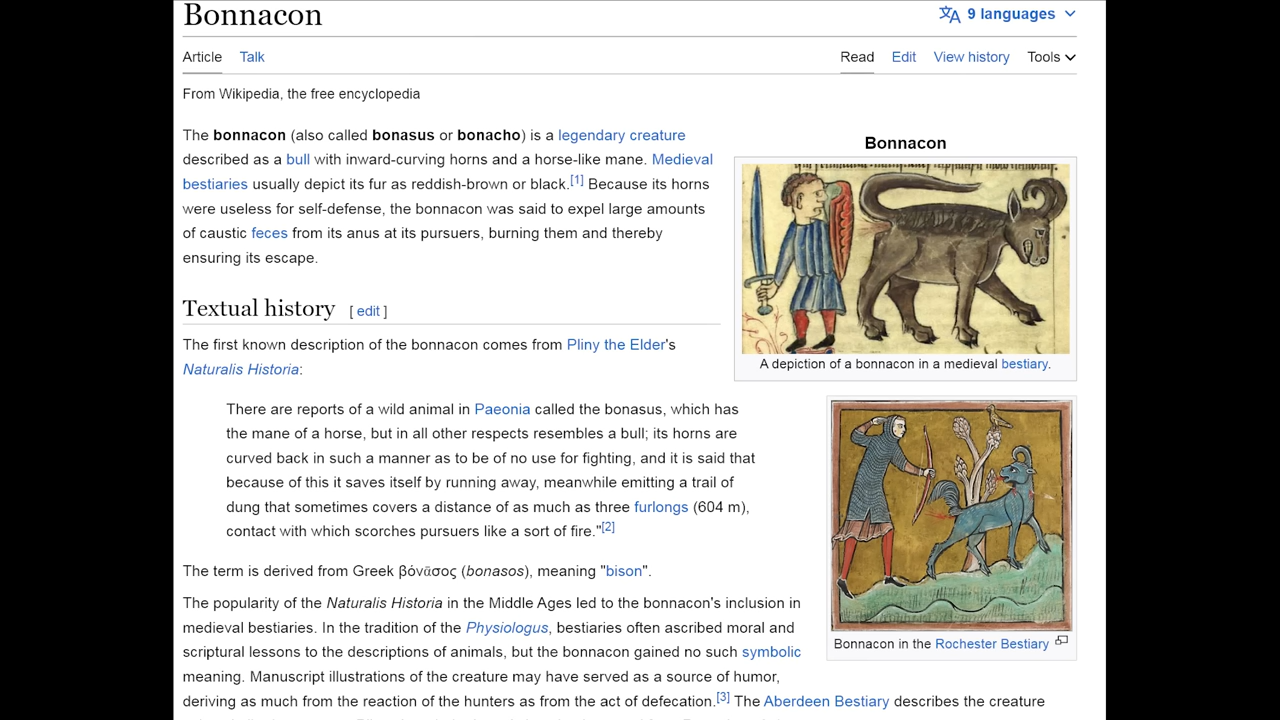 Bonnacon
9 languages
Article Talk Read Edit View history Tools
From Wikipedia, the free encyclopedia
The bonnacon (also called bonasus or bonacho) is a legendary creature
described as a bull with inward-curving horns and a horse-like mane. Medieval
bestiaries usually depict its fur as reddish-brown or black.[1] Because its horns
were useless for self-defense, the bonnacon was said to expel large amounts
of caustic feces from its anus at its pursuers, burning them and thereby
ensuring its escape.
Bonnacon
A depiction of a bonnacon in a medieval bestiary.
Textual history [ edit ]
The first known description of the bonnacon comes from Pliny the Elder's
Naturalis Historia:
There are reports of a wild animal in Paeonia called the bonasus, which has
the mane of a horse, but in all other respects resembles a bull; its horns are
curved back in such a manner as to be of no use for fighting, and it is said that
because of this it saves itself by running away, meanwhile emitting a trail of
dung that sometimes covers a distance of as much as three furlongs (604 m),
contact with which scorches pursuers like a sort of fire."[2]
Bonnacon in the Rochester Bestiary
The term is derived from Greek βόνᾱσος (bonasos), meaning "bison".
The popularity of the Naturalis Historia in the Middle Ages led to the bonnacon's inclusion in
medieval bestiaries. In the tradition of the Physiologus, bestiaries often ascribed moral and
scriptural lessons to the descriptions of animals, but the bonnacon gained no such symbolic
meaning. Manuscript illustrations of the creature may have served as a source of humor,
deriving as much from the reaction of the hunters as from the act of defecation.[3] The Aberdeen Bestiary describes the creature